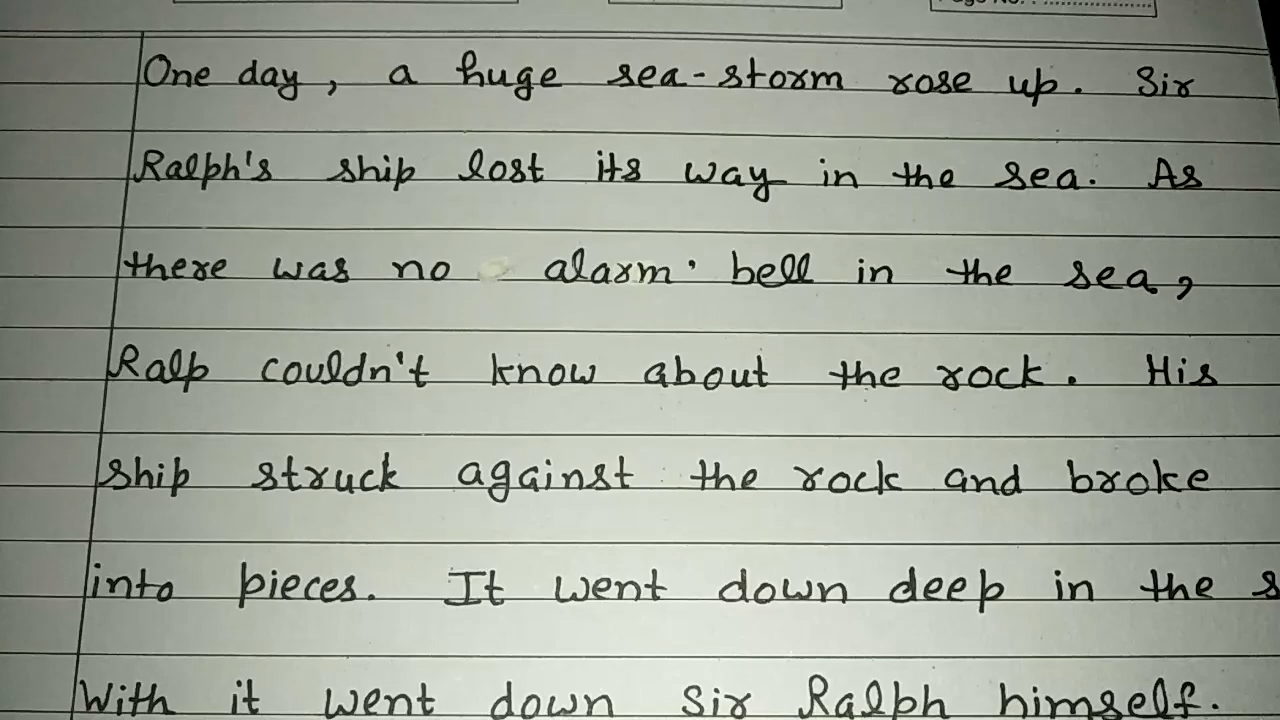 One day, a huge sea-storm rose up. Sir
Ralph's ship lost its way in the sea. As
there was no alarm bell in the sea,
Ralp couldn't know about the rock. His
ship struck against the rock and broke
into pieces. It went down deep in the
With it went down Sir Ralph himself.